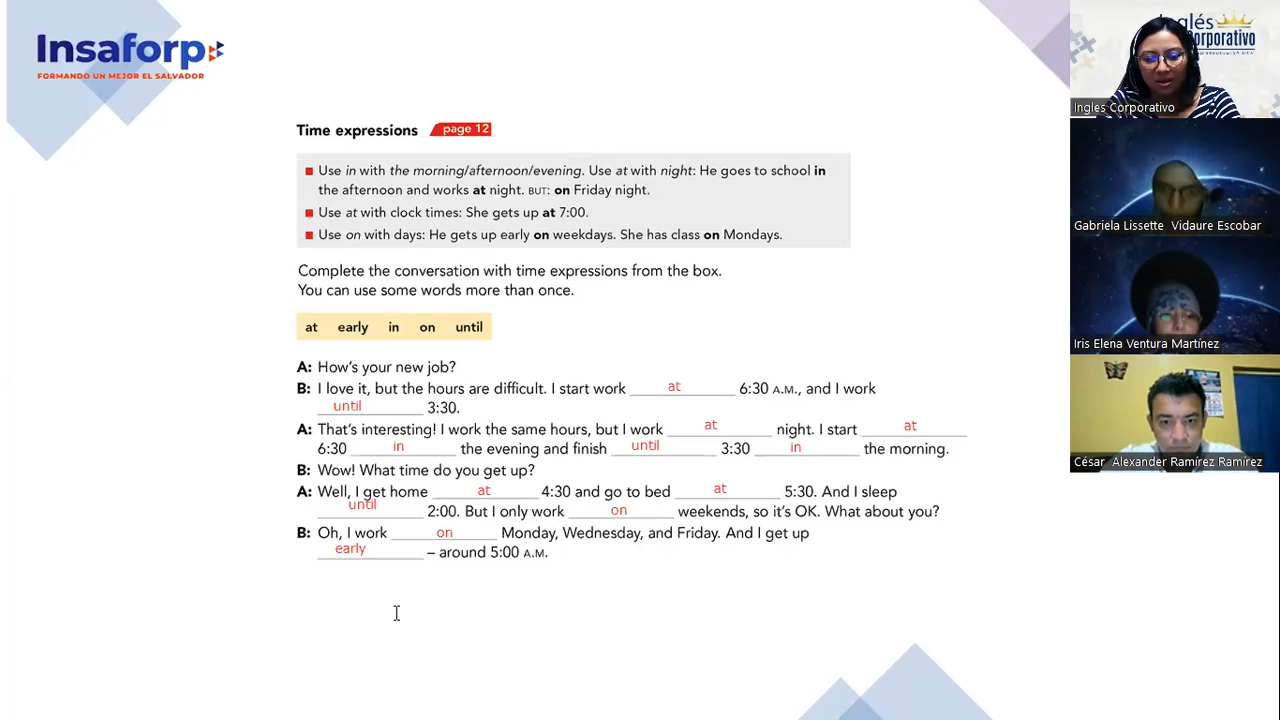 Insaforp
FORMANDO UN MEJOR EL SALVADOR
Time expressions page 12
Use in with the morning/afternoon/evening. Use at with night: He goes to school in
the afternoon and works at night. BUT: on Friday night.
Use at with clock times: She gets up at 7:00.
Use on with days: He gets up early on weekdays. She has class on Mondays.
Complete the conversation with time expressions from the box.
You can use some words more than once.
at early in on until
A: How's your new job?
B: I love it, but the hours are difficult. I start work at 6:30 A.M., and I work
until 3:30.
A: That's interesting! I work the same hours, but I work at night. I start at
6:30 in the evening and finish until 3:30 in the morning.
B: Wow! What time do you get up?
A: Well, I get home at 4:30 and go to bed at 5:30. And I sleep
until 2:00. But I only work on weekends, so it's OK. What about you?
B: Oh, I work on Monday, Wednesday, and Friday. And I get up
early – around 5:00 A.M.
Inglés
Corporativo
Ingles Corporativo
Gabriela Lissette Vidaure Escobar
Iris Elena Ventura Martínez
César Alexander Ramírez Ramírez